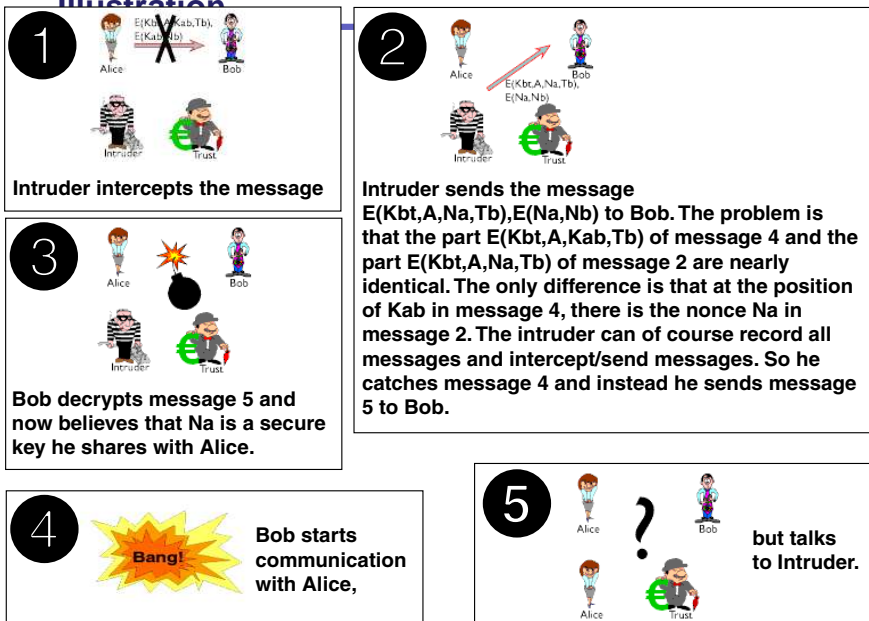 Illustration
1
E(Kbt,A,Kab,Tb),
E(Kab,Nb)
Alice
Bob
Intruder
Trust
Intruder intercepts the message
2
Alice
Bob
E(Kbt,A,Na,Tb),
E(Na,Nb)
Intruder
Trust
Intruder sends the message
E(Kbt,A,Na,Tb),E(Na,Nb) to Bob. The problem is
that the part E(Kbt,A,Kab,Tb) of message 4 and the
part E(Kbt,A,Na,Tb) of message 2 are nearly
identical. The only difference is that at the position
of Kab in message 4, there is the nonce Na in
message 2. The intruder can of course record all
messages and intercept/send messages. So he
catches message 4 and instead he sends message
5 to Bob.
3
Alice
Bob
Intruder
Trust
Bob decrypts message 5 and
now believes that Na is a secure
key he shares with Alice.
4
Bang!
Bob starts
communication
with Alice,
5
Alice
?
Bob
Alice
Trust
but talks
to Intruder.